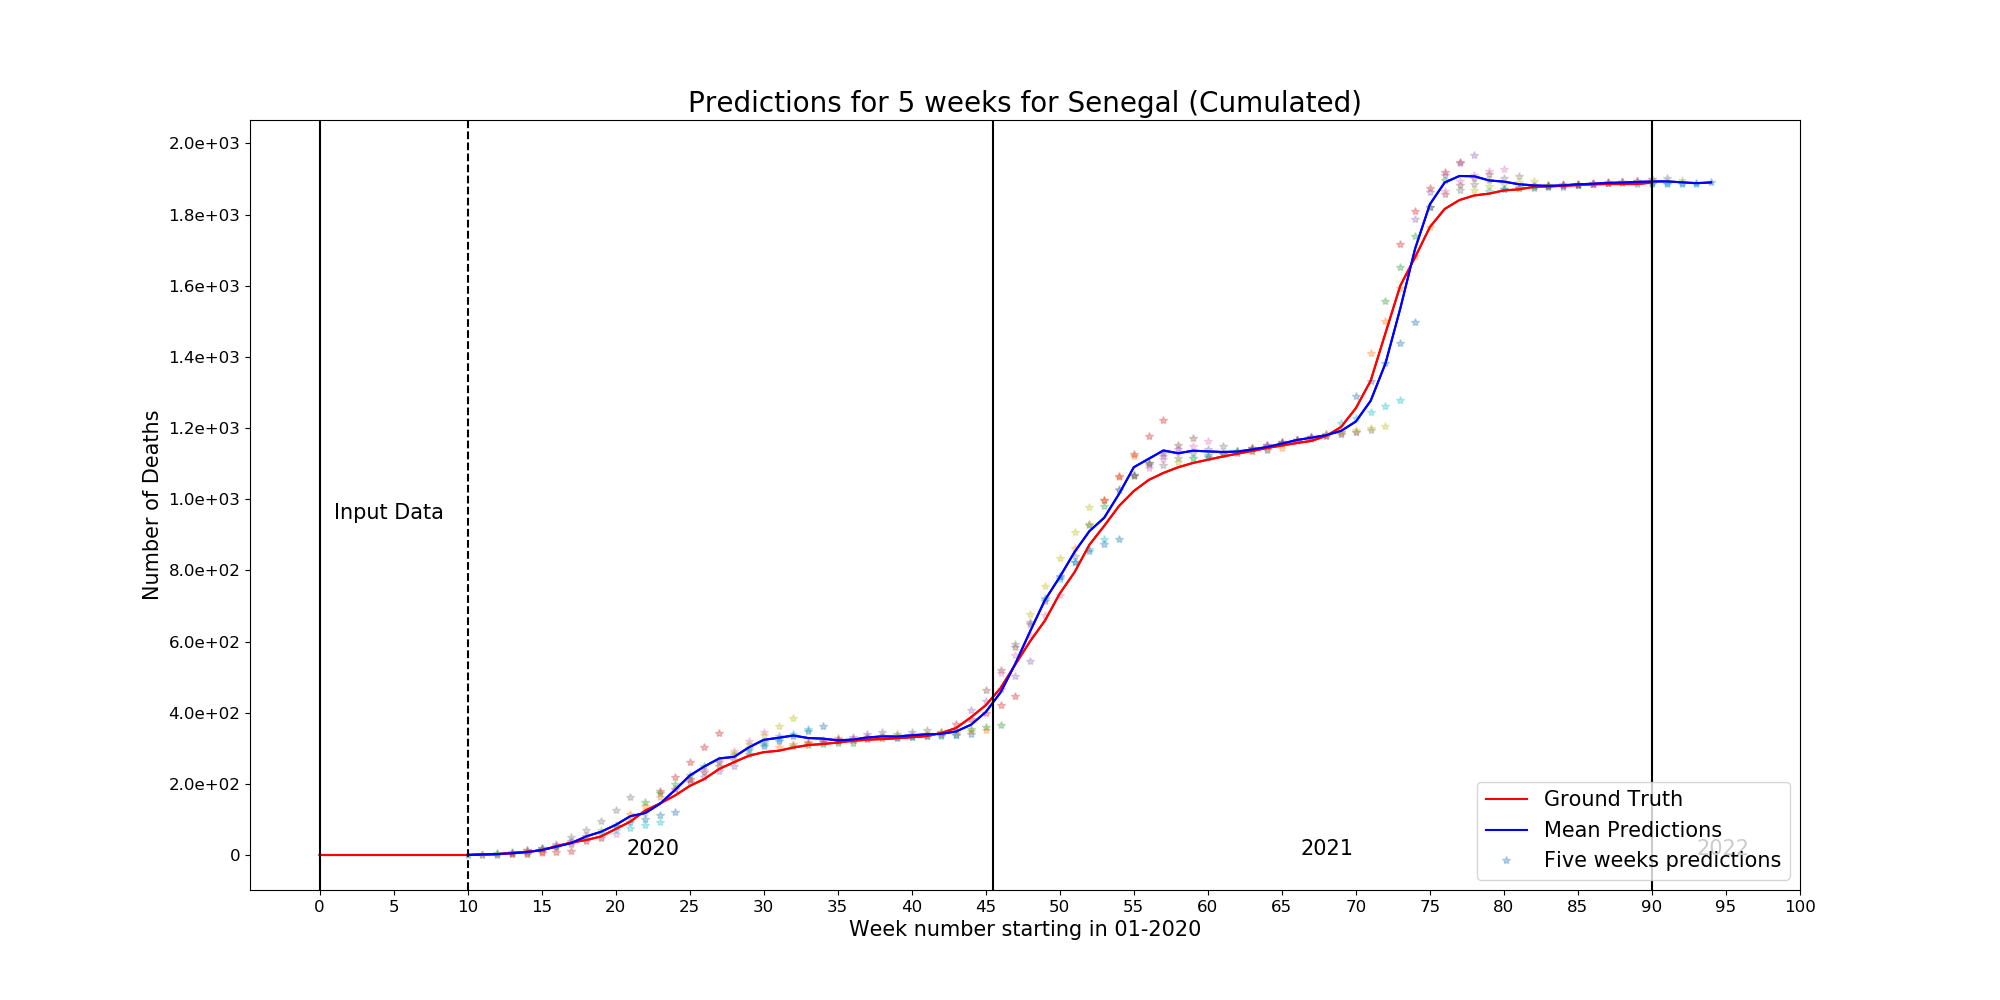 Predictions for 5 weeks for Senegal (Cumulated)
2.0e+03
1.8e+03
1.6e+03
1.4e+03
1.2e+03
1.0e+03
8.0e+02
6.0e+02
4.0e+02
2.0e+02
0
Number of Deaths
Input Data
2020
2021
2022
Ground Truth
Mean Predictions
Five weeks predictions
0 5 10 15 20 25 30 35 40 45 50 55 60 65 70 75 80 85 90 95 100
Week number starting in 01-2020